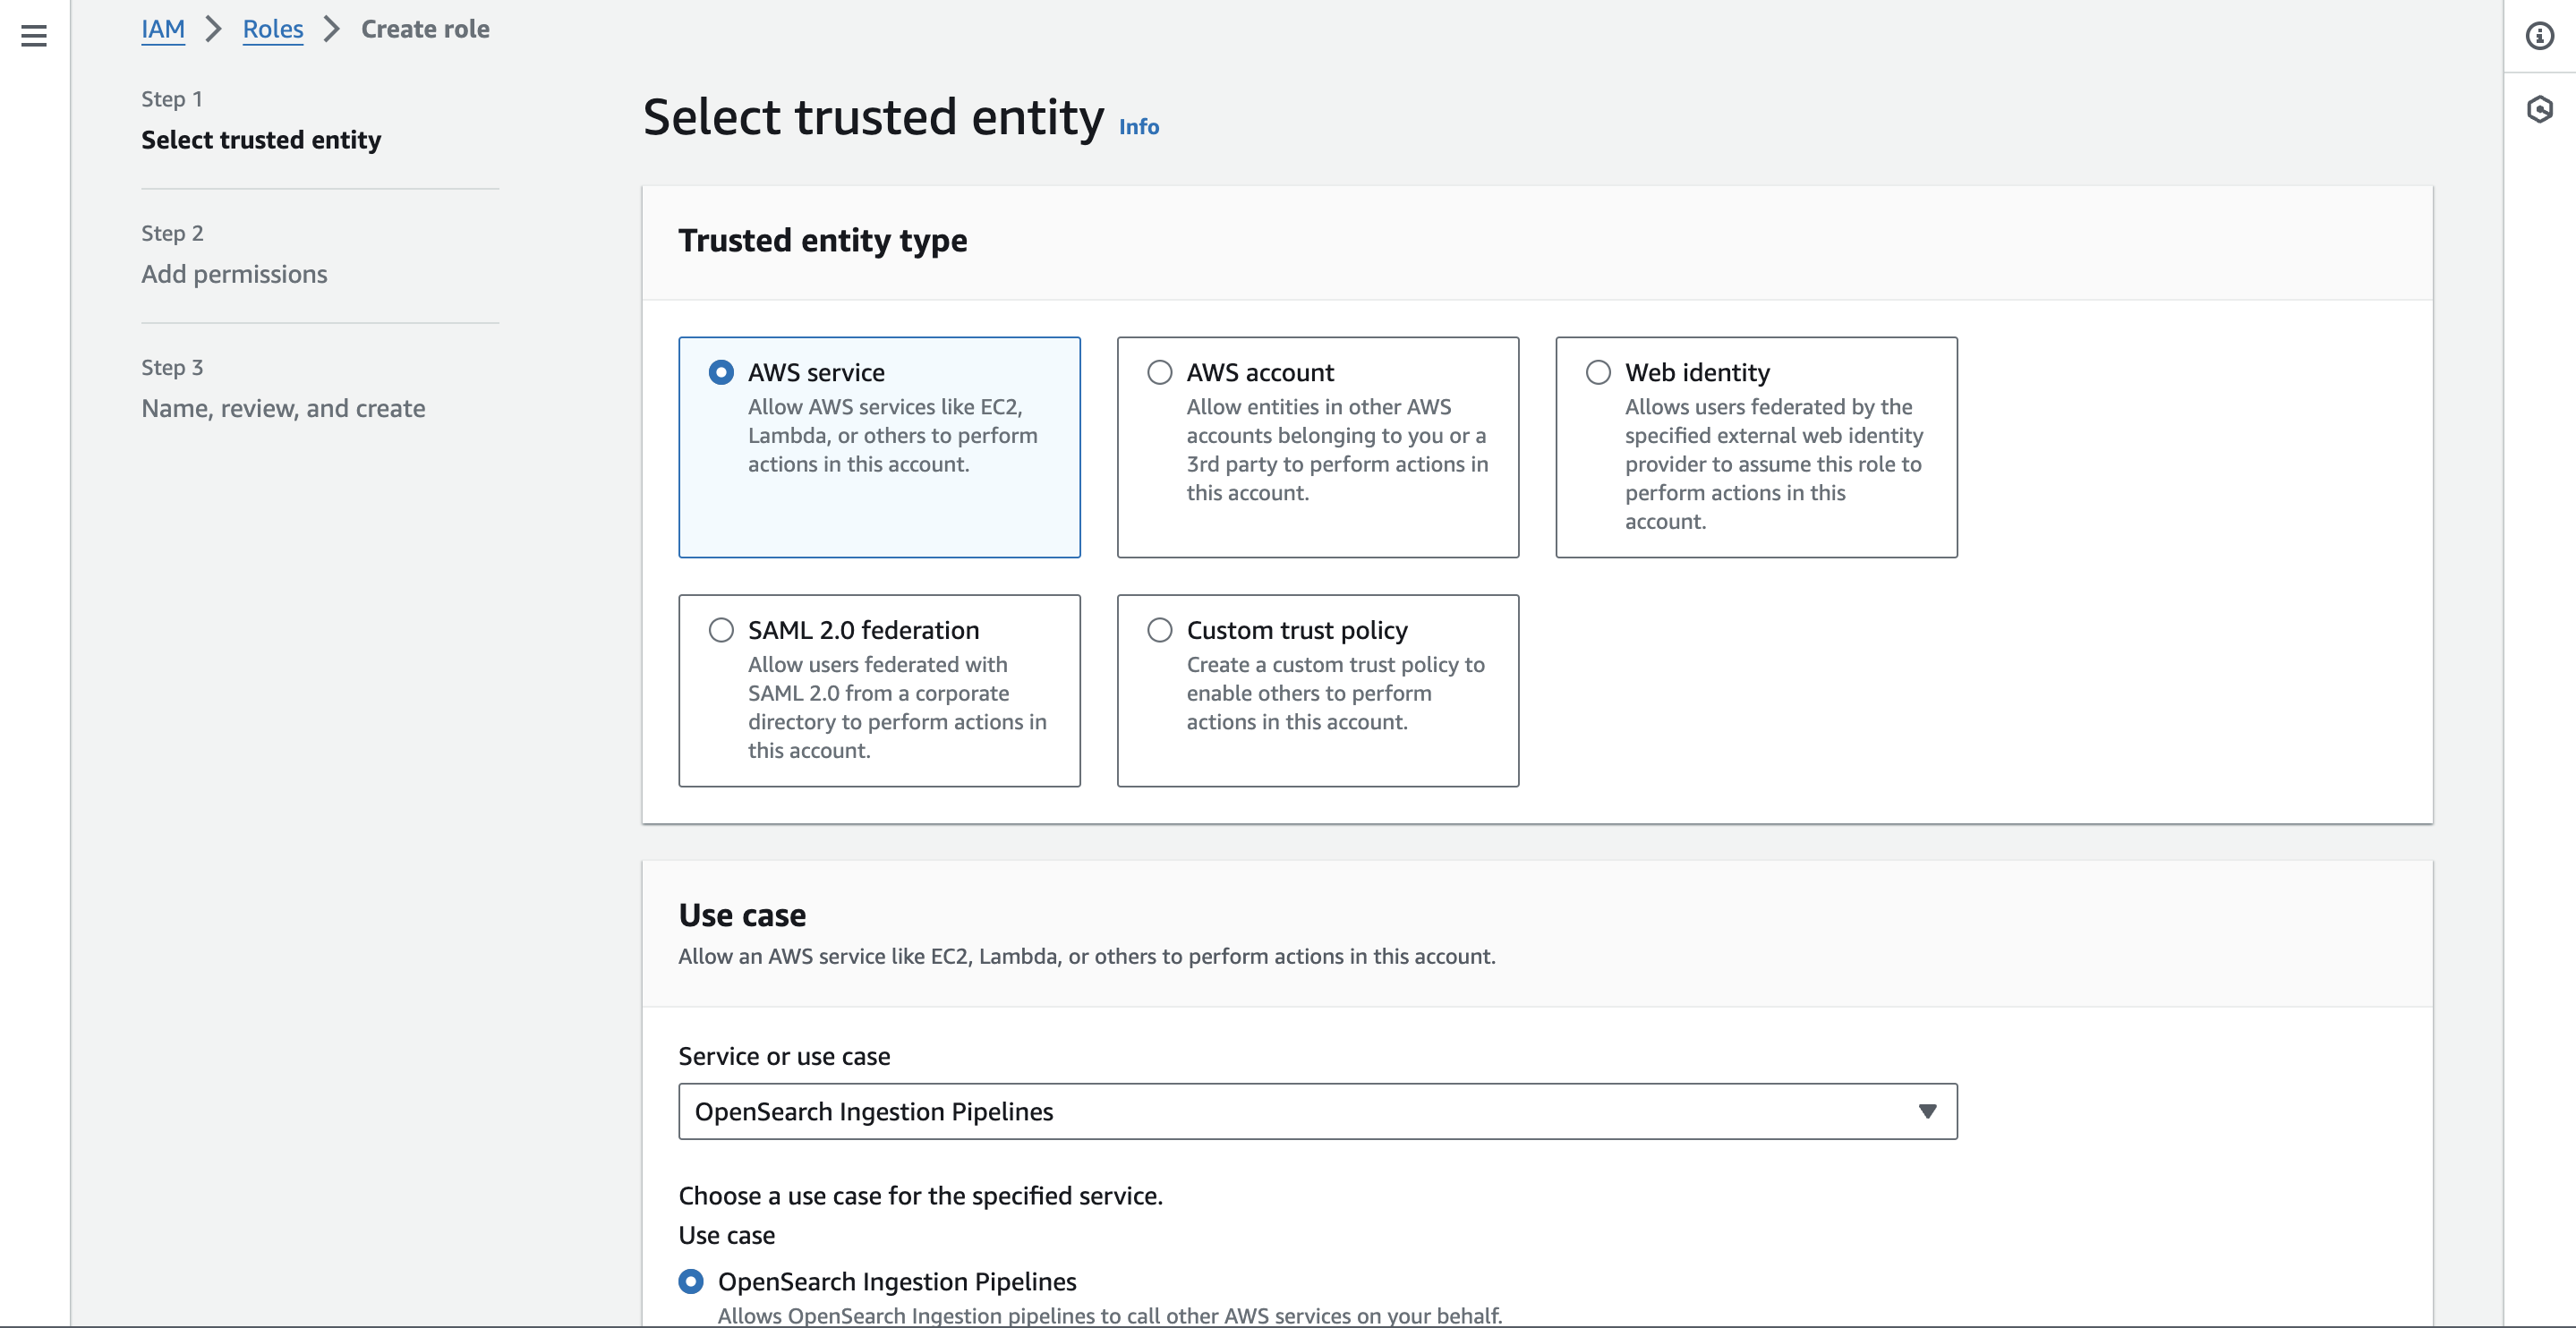 IAM > Roles > Create role
Step 1
Select trusted entity
Step 2
Add permissions
Step 3
Name, review, and create
Select trusted entity Info
Trusted entity type
AWS service
Allow AWS services like EC2,
Lambda, or others to perform
actions in this account.
AWS account
Allow entities in other AWS
accounts belonging to you or a
3rd party to perform actions in
this account.
Web identity
Allows users federated by the
specified external web identity
provider to assume this role to
perform actions in this
account.
SAML 2.0 federation
Allow users federated with
SAML 2.0 from a corporate
directory to perform actions in
this account.
Custom trust policy
Create a custom trust policy to
enable others to perform
actions in this account.
Use case
Allow an AWS service like EC2, Lambda, or others to perform actions in this account.
Service or use case
OpenSearch Ingestion Pipelines
Choose a use case for the specified service.
Use case
OpenSearch Ingestion Pipelines
Allows OpenSearch Ingestion pipelines to call other AWS services on your behalf.